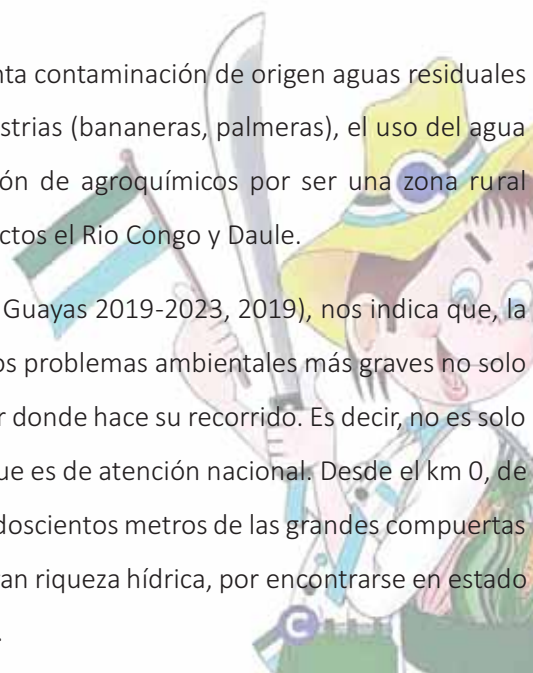 nta contaminación de origen aguas residuales
ustrias (bananeras, palmeras), el uso del agua
ón de agroquímicos por ser una zona rural
ctos el Rio Congo y Daule.
Guayas 2019-2023, 2019), nos indica que, la
os problemas ambientales más graves no solo
r donde hace su recorrido. Es decir, no es solo
ue es de atención nacional. Desde el km 0, de
doscientos metros de las grandes compuertas
an riqueza hídrica, por encontrarse en estado
.
C